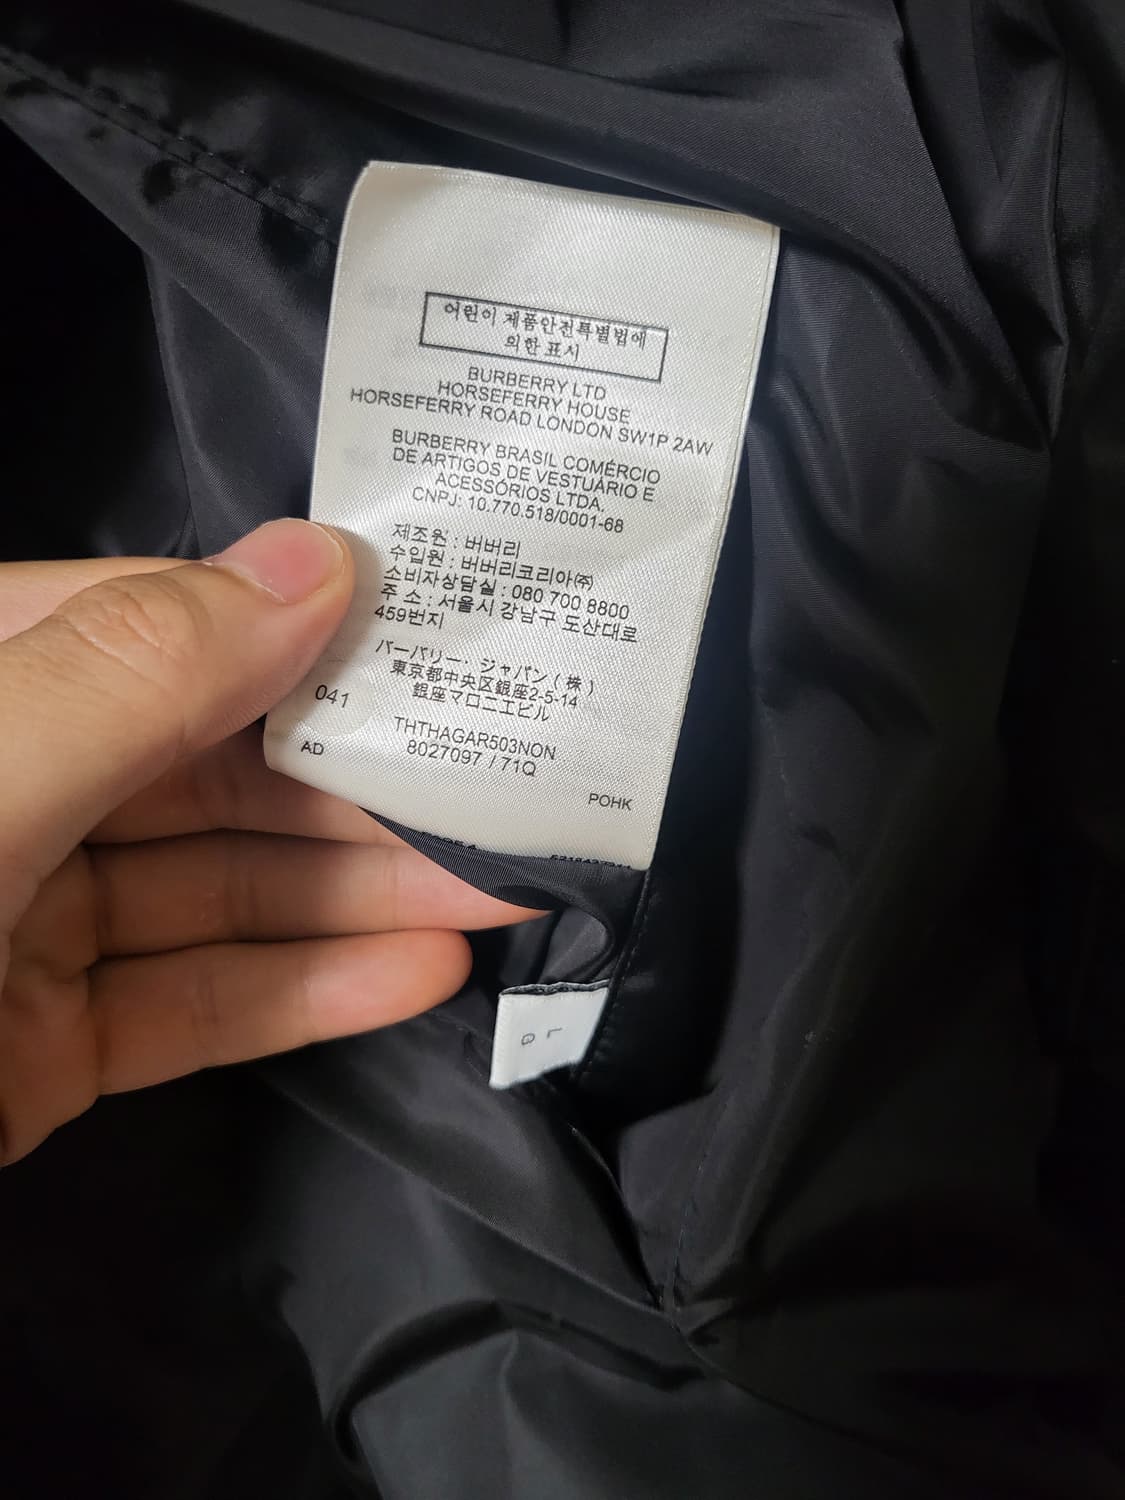 어린이 제품안전특별법에
의한 표시
BURBERRY LTD
HORSEFERRY HOUSE
HORSEFERRY ROAD LONDON SW1P 2AW
BURBERRY BRASIL COMÉRCIO
DE ARTIGOS DE VESTUÁRIO E
ACESSÓRIOS LTDA.
CNPJ: 10.770.518/0001-68
제조원 : 버버리
수입원 : 버버리코리아㈜
소비자상담실 : 080 700 8800
주 소 : 서울시 강남구 도산대로
459번지
バーバリー・ジャパン(株)
東京都中央区銀座2-5-14
銀座マロニエビル
041
THTHAGAR503NON
8027097 / 71Q
AD
POHK
L